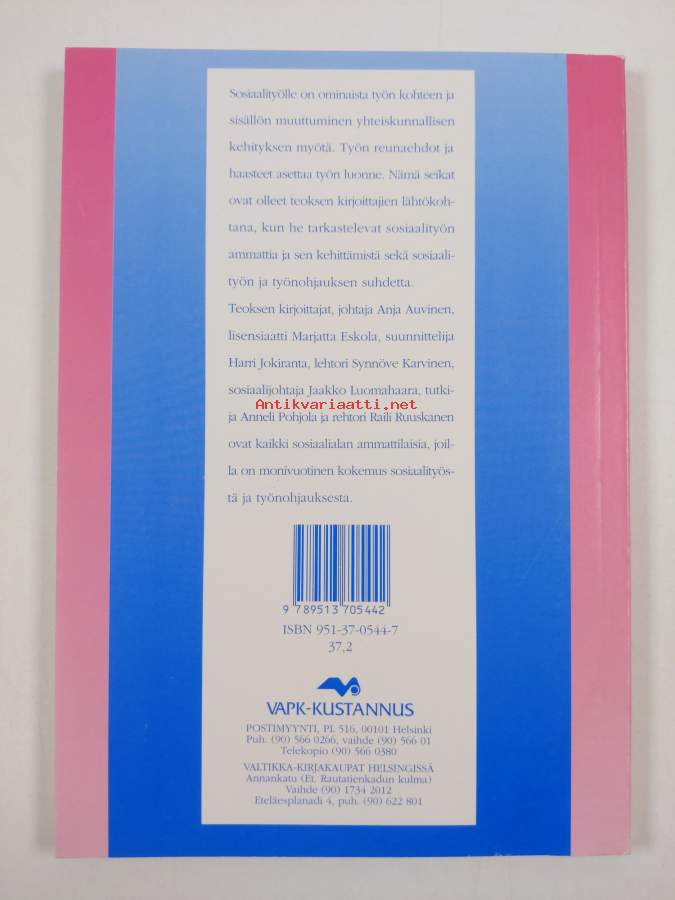 Sosiaalityölle on ominaista työn kohteen ja
sisällön muuttuminen yhteiskunnallisen
kehityksen myötä. Työn reunaehdot ja
haasteet asettaa työn luonne. Nämä seikat
ovat olleet teoksen kirjoittajien lähtökoh-
tana, kun he tarkastelevat sosiaalityön
ammattia ja sen kehittämistä sekä sosiaali-
työn ja työnohjauksen suhdetta.
Teoksen kirjoittajat, johtaja Anja Auvinen,
lisensiaatti Marjatta Eskola, suunnittelija
Harri Jokiranta, lehtori Synnöve Karvinen,
sosiaalijohtaja Jaakko Luomahaara, tutki-
Antikvariaatti.net
ja Anneli Pohjola ja rehtori Raili Ruuskanen
ovat kaikki sosiaalialan ammattilaisia, joil-
la on monivuotinen kokemus sosiaalityös-
tä ja työnohjauksesta.
9 789513 705442
ISBN 951-37-0544-7
37,2
VAPK-KUSTANNUS
POSTIMYYNTI, PL 516, 00101 Helsinki
Puh. (90) 566 0266, vaihde (90) 566 01
Telekopio (90) 566 0380
VALTIKKA-KIRJAKAUPAT HELSINGISSÄ
Annankatu (Et. Rautatienkadun kulma)
Vaihde (90) 1734 2012
Eteläesplanadi 4, puh. (90) 622 801